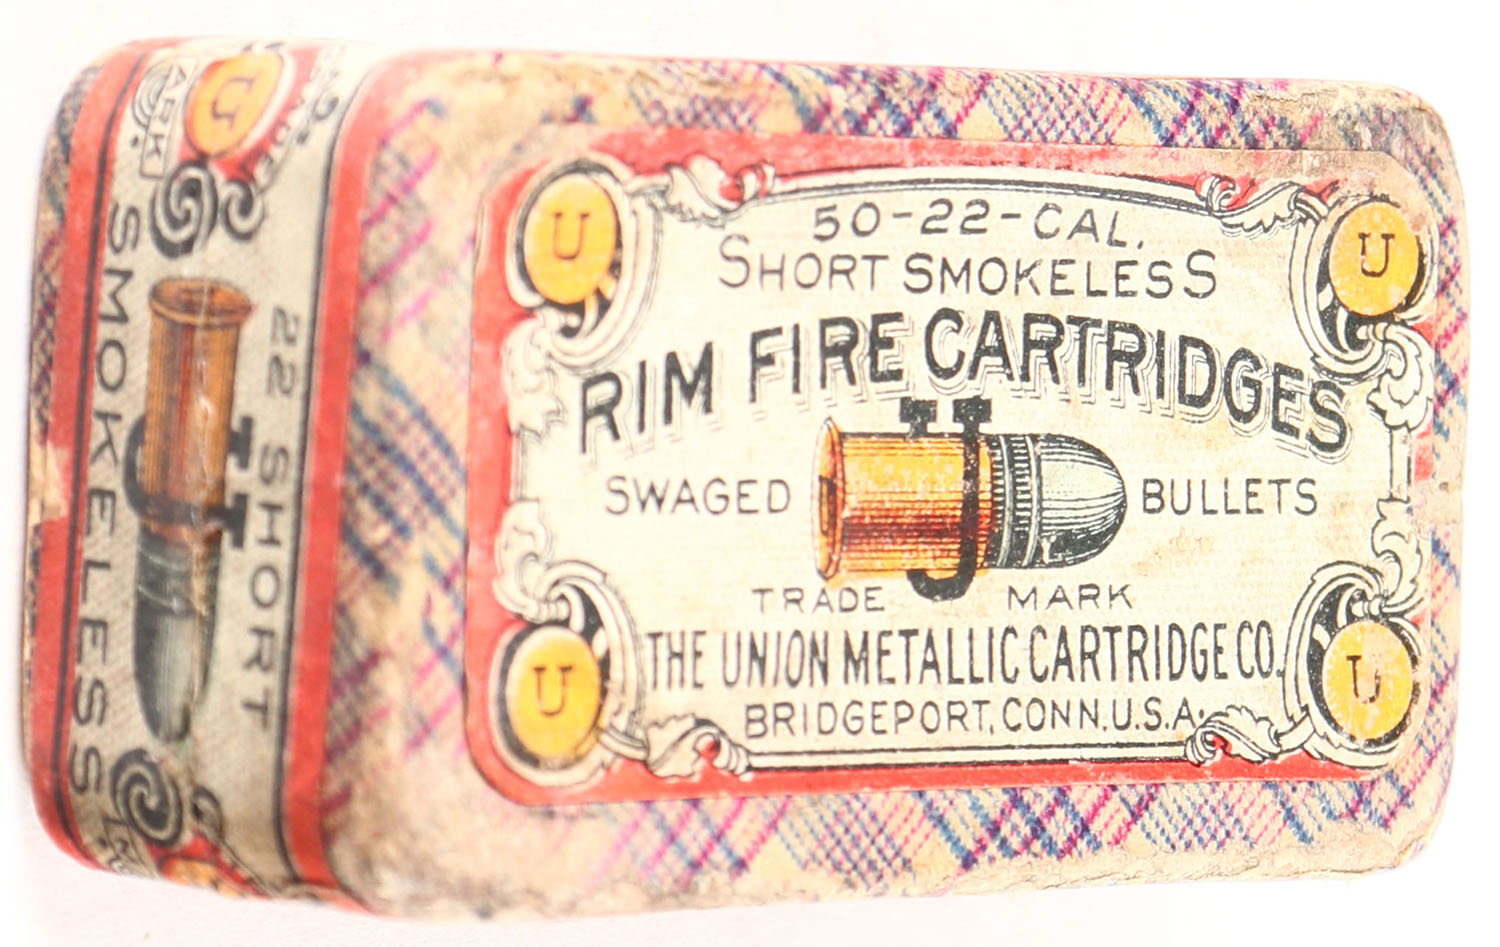 50-22-CAL.
SHORT SMOKELESS
RIM FIRE CARTRIDGES
U
SWAGED BULLETS
TRADE MARK
THE UNION METALLIC CARTRIDGE CO.
BRIDGEPORT, CONN. U.S.A.
U
U
U
U
U
22 SHORT
U
SMOKELESS